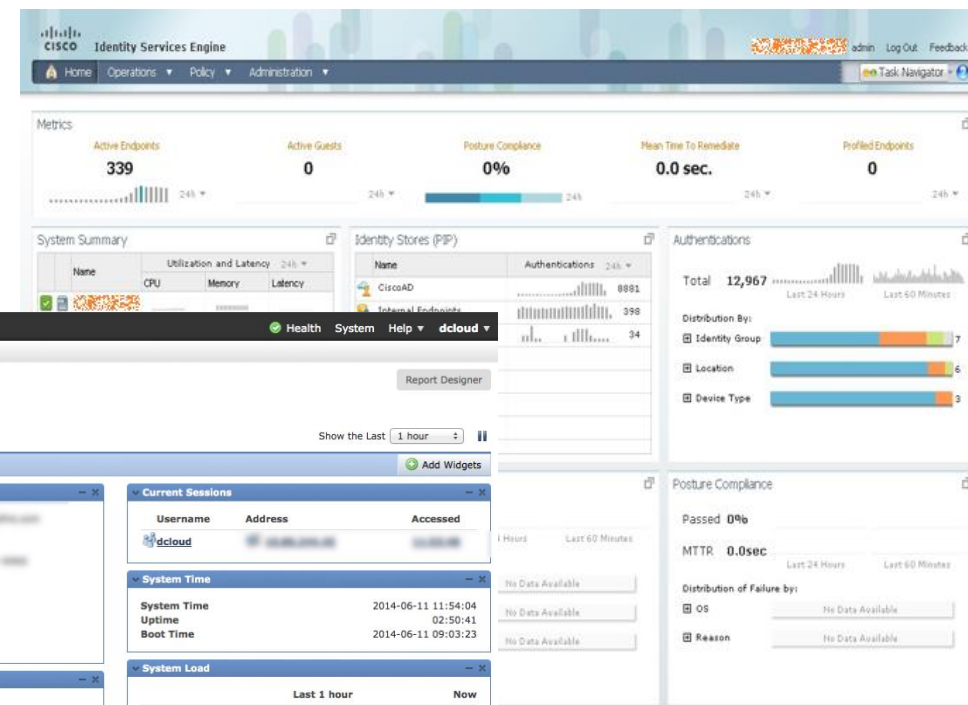 CISCO Identity Services Engine
admin Log Out Feedback
Home Operations Policy Administration
Task Navigator
Metrics
Active Endpoints Active Guests Posture Compliance Mean Time To Remediate Profiled Endpoints
339 0 0% 0.0 sec. 0
24h 24h 24h 24h 24h
System Summary
Name Utilization and Latency 24h
CPU Memory Latency
Identity Stores (PIP)
Name Authentications 24h
CiscoAD 8881
Internal Endpoints 398
34
Authentications
Total 12,967
Last 24 Hours Last 60 Minutes
Distribution By:
Identity Group 7
Location 6
Device Type 3
Health System Help dcloud
Report Designer
Show the Last 1 hour
Add Widgets
Current Sessions
Username Address Accessed
dcloud
System Time
System Time 2014-06-11 11:54:04
Uptime 02:50:41
Boot Time 2014-06-11 09:03:23
System Load
Last 1 hour Now
Hours Last 60 Minutes
No Data Available
No Data Available
No Data Available
Posture Compliance
Passed 0%
MTTR 0.0sec
Last 24 Hours Last 60 Minutes
Distribution of Failure by:
OS No Data Available
Reason No Data Available